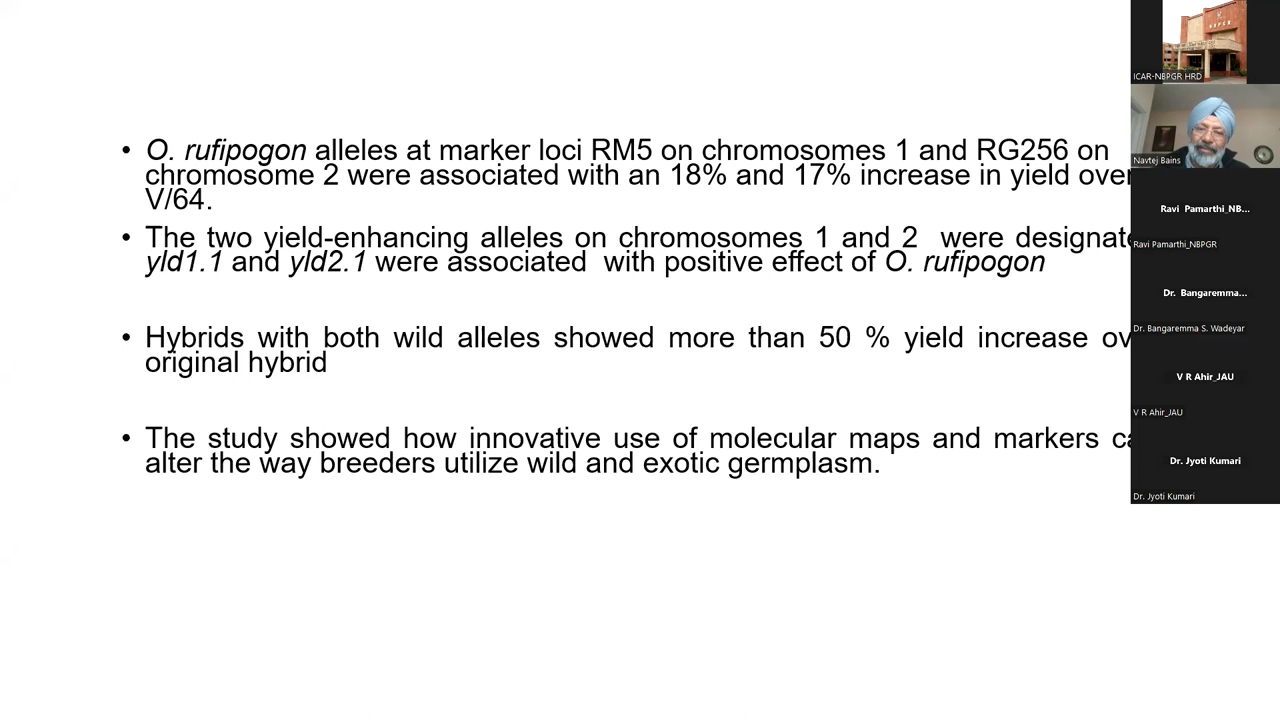 • O. rufipogon alleles at marker loci RM5 on chromosomes 1 and RG256 on
chromosome 2 were associated with an 18% and 17% increase in yield over
V/64.
• The two yield-enhancing alleles on chromosomes 1 and 2 were designate
yld1.1 and yld2.1 were associated with positive effect of O. rufipogon
• Hybrids with both wild alleles showed more than 50 % yield increase ov
original hybrid
• The study showed how innovative use of molecular maps and markers ca
alter the way breeders utilize wild and exotic germplasm.
ICAR-NBPGR HRD
Navtej Bains
Ravi Pamarthi_NB...
Ravi Pamarthi_NBPGR
Dr. Bangaremma...
Dr. Bangaremma S. Wadeyar
V R Ahir_JAU
V R Ahir_JAU
Dr. Jyoti Kumari
Dr. Jyoti Kumari